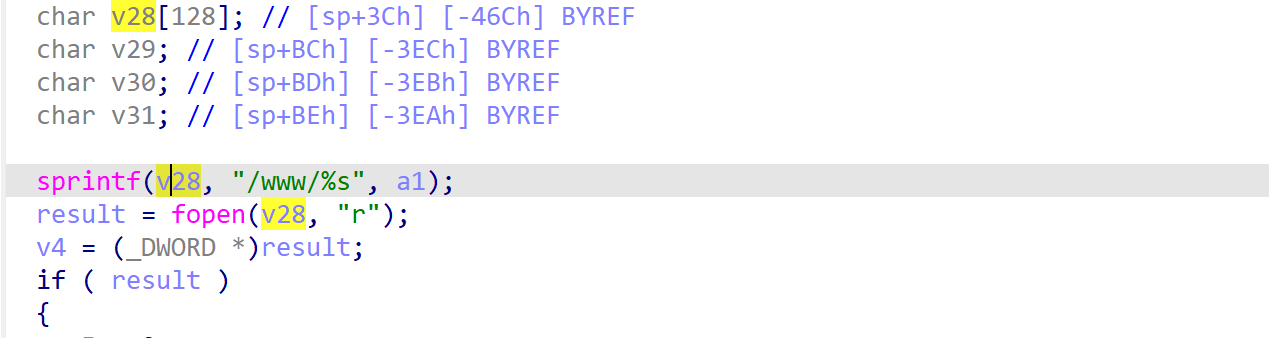 char v28[128]; // [sp+3Ch] [-46Ch] BYREF
char v29; // [sp+BCh] [-3ECh] BYREF
char v30; // [sp+BDh] [-3EBh] BYREF
char v31; // [sp+BEh] [-3EAh] BYREF
sprintf(v28, "/www/%s", a1);
result = fopen(v28, "r");
v4 = (_DWORD *)result;
if ( result )
{